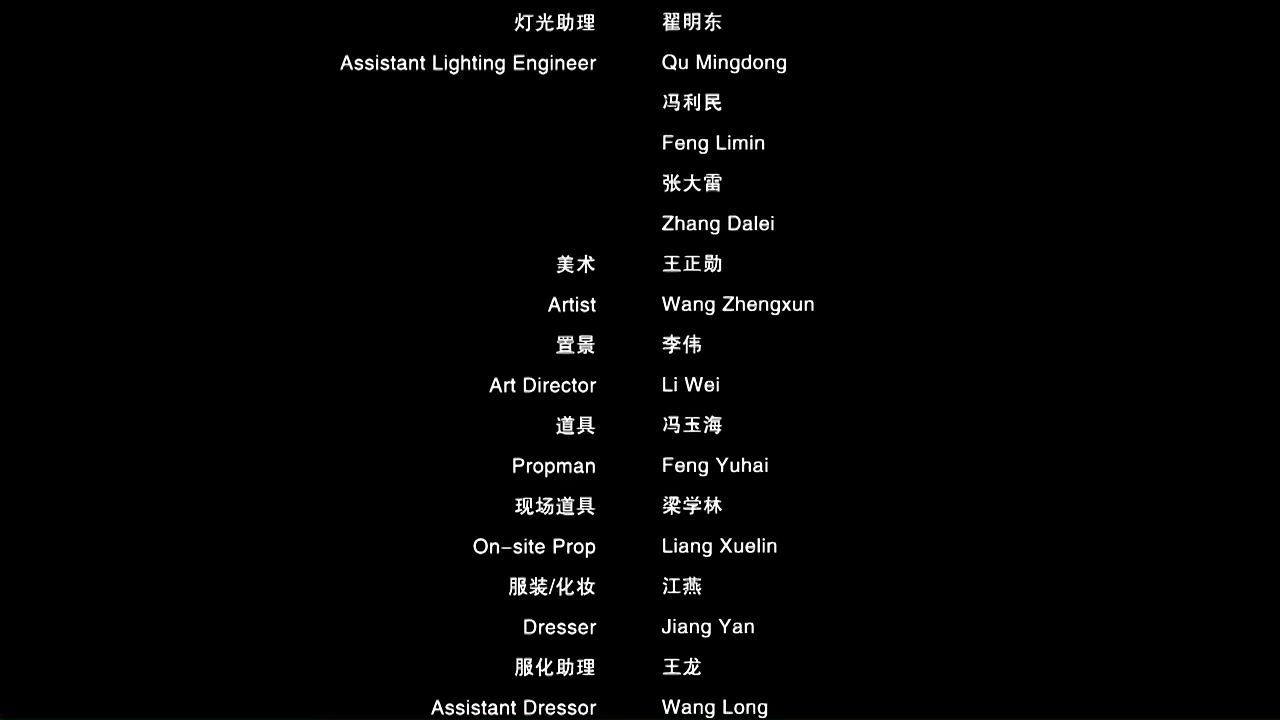 灯光助理 翟明东
Assistant Lighting Engineer Qu Mingdong
冯利民
Feng Limin
张大雷
Zhang Dalei
美术 王正勋
Artist Wang Zhengxun
置景 李伟
Art Director Li Wei
道具 冯玉海
Propman Feng Yuhai
现场道具 梁学林
On-site Prop Liang Xuelin
服装/化妆 江燕
Dresser Jiang Yan
服化助理 王龙
Assistant Dressor Wang Long